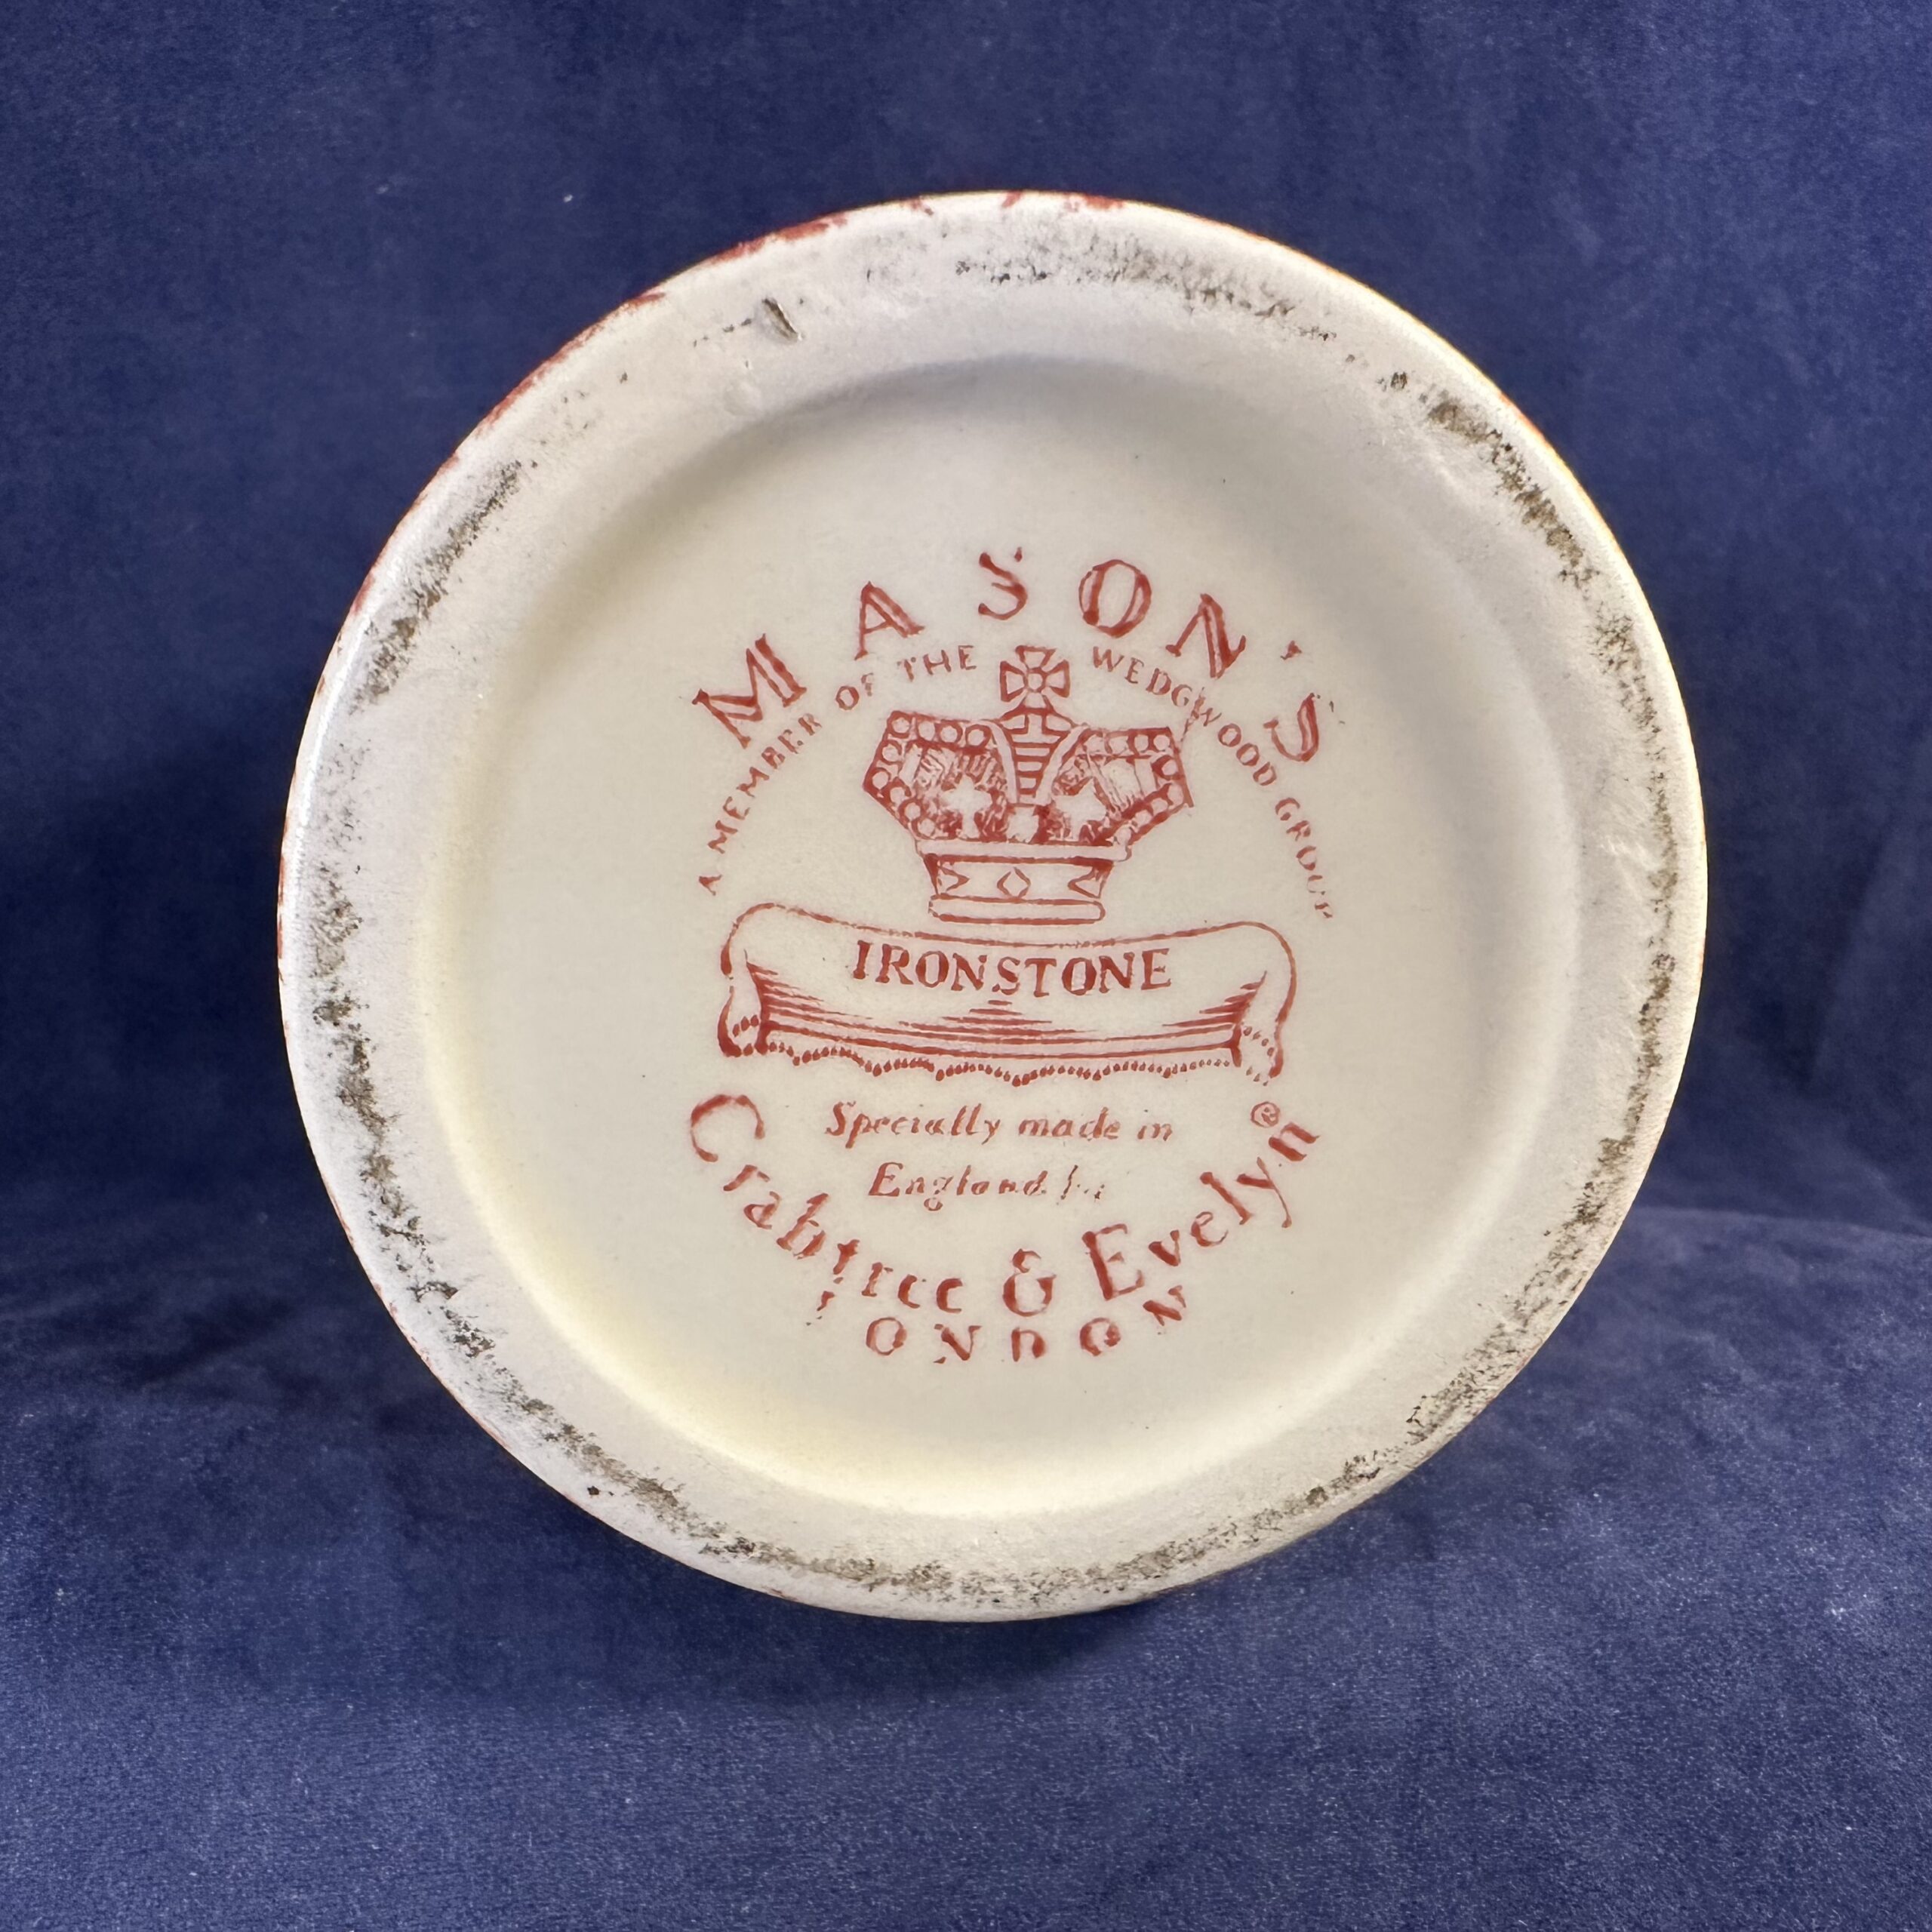 MASON'S
A MEMBER OF THE WEDGWOOD GROUP
IRONSTONE
Specially made in
England
Crabtree & Evelyn®
LONDON